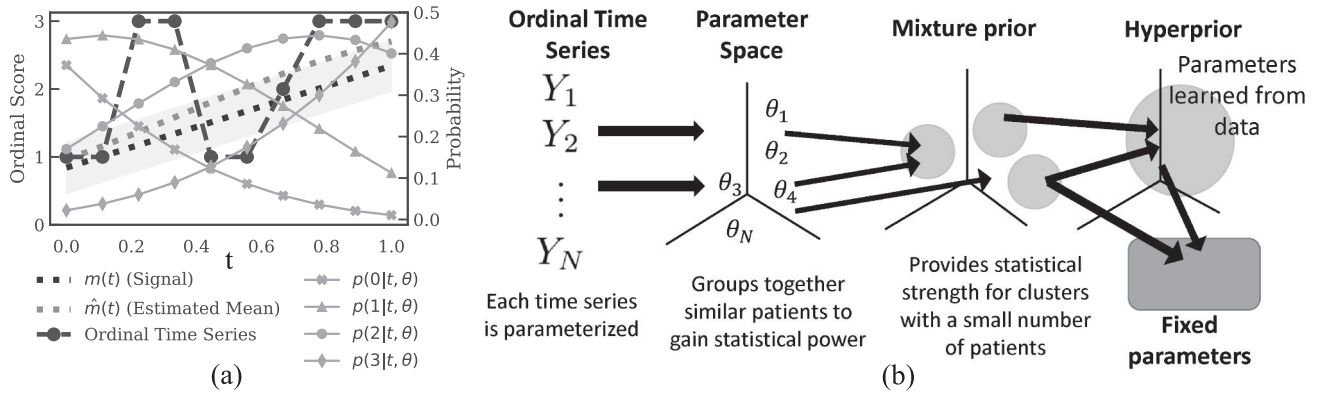 3
2
1
0
Ordinal Score
0.5
0.4
0.3
0.2
0.1
0.0
Probability
0.0 0.2 0.4 0.6 0.8 1.0
t
m(t) (Signal)
m̂(t) (Estimated Mean)
Ordinal Time Series
p(0|t, θ)
p(1|t, θ)
p(2|t, θ)
p(3|t, θ)
(a)
Ordinal Time
Series
Y₁
Y₂
⋮
Y_N
Each time series
is parameterized
Parameter
Space
θ₁
θ₂
θ₃ θ₄
θ_N
Groups together
similar patients to
gain statistical power
Mixture prior
Provides statistical
strength for clusters
with a small number
of patients
Hyperprior
Parameters
learned from
data
Fixed
parameters
(b)